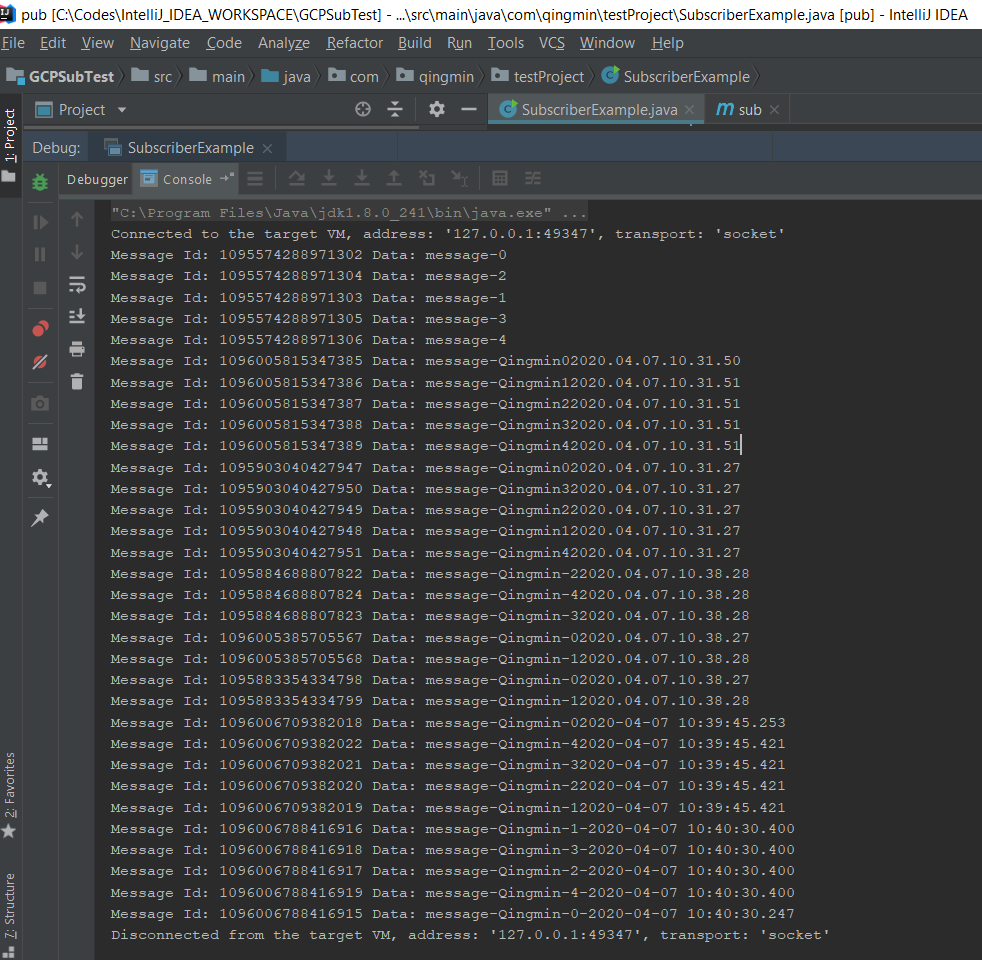 pub [C:\Codes\IntelliJ_IDEA_WORKSPACE\GCPSubTest] - ...\src\main\java\com\qingmin\testProject\SubscriberExample.java [pub] - IntelliJ IDEA
File Edit View Navigate Code Analyze Refactor Build Run Tools VCS Window Help
GCPSubTest src main java com qingmin testProject SubscriberExample
1: Project
Project
SubscriberExample.java
m sub
Debug: SubscriberExample
Debugger Console
"C:\Program Files\Java\jdk1.8.0_241\bin\java.exe" ...
Connected to the target VM, address: '127.0.0.1:49347', transport: 'socket'
Message Id: 1095574288971302 Data: message-0
Message Id: 1095574288971304 Data: message-2
Message Id: 1095574288971303 Data: message-1
Message Id: 1095574288971305 Data: message-3
Message Id: 1095574288971306 Data: message-4
Message Id: 1096005815347385 Data: message-Qingmin02020.04.07.10.31.50
Message Id: 1096005815347386 Data: message-Qingmin12020.04.07.10.31.51
Message Id: 1096005815347387 Data: message-Qingmin22020.04.07.10.31.51
Message Id: 1096005815347388 Data: message-Qingmin32020.04.07.10.31.51
Message Id: 1096005815347389 Data: message-Qingmin42020.04.07.10.31.51
Message Id: 1095903040427947 Data: message-Qingmin02020.04.07.10.31.27
Message Id: 1095903040427950 Data: message-Qingmin32020.04.07.10.31.27
Message Id: 1095903040427949 Data: message-Qingmin22020.04.07.10.31.27
Message Id: 1095903040427948 Data: message-Qingmin12020.04.07.10.31.27
Message Id: 1095903040427951 Data: message-Qingmin42020.04.07.10.31.27
Message Id: 1095884688807822 Data: message-Qingmin-22020.04.07.10.38.28
Message Id: 1095884688807824 Data: message-Qingmin-42020.04.07.10.38.28
Message Id: 1095884688807823 Data: message-Qingmin-32020.04.07.10.38.28
Message Id: 1096005385705567 Data: message-Qingmin-02020.04.07.10.38.27
Message Id: 1096005385705568 Data: message-Qingmin-12020.04.07.10.38.28
Message Id: 1095883354334798 Data: message-Qingmin-02020.04.07.10.38.27
Message Id: 1095883354334799 Data: message-Qingmin-12020.04.07.10.38.28
Message Id: 1096006709382018 Data: message-Qingmin-02020-04-07 10:39:45.253
Message Id: 1096006709382022 Data: message-Qingmin-42020-04-07 10:39:45.421
Message Id: 1096006709382021 Data: message-Qingmin-32020-04-07 10:39:45.421
Message Id: 1096006709382020 Data: message-Qingmin-22020-04-07 10:39:45.421
Message Id: 1096006709382019 Data: message-Qingmin-12020-04-07 10:39:45.421
Message Id: 1096006788416916 Data: message-Qingmin-1-2020-04-07 10:40:30.400
Message Id: 1096006788416918 Data: message-Qingmin-3-2020-04-07 10:40:30.400
Message Id: 1096006788416917 Data: message-Qingmin-2-2020-04-07 10:40:30.400
Message Id: 1096006788416919 Data: message-Qingmin-4-2020-04-07 10:40:30.400
Message Id: 1096006788416915 Data: message-Qingmin-0-2020-04-07 10:40:30.247
Disconnected from the target VM, address: '127.0.0.1:49347', transport: 'socket'
2: Favorites
7: Structure